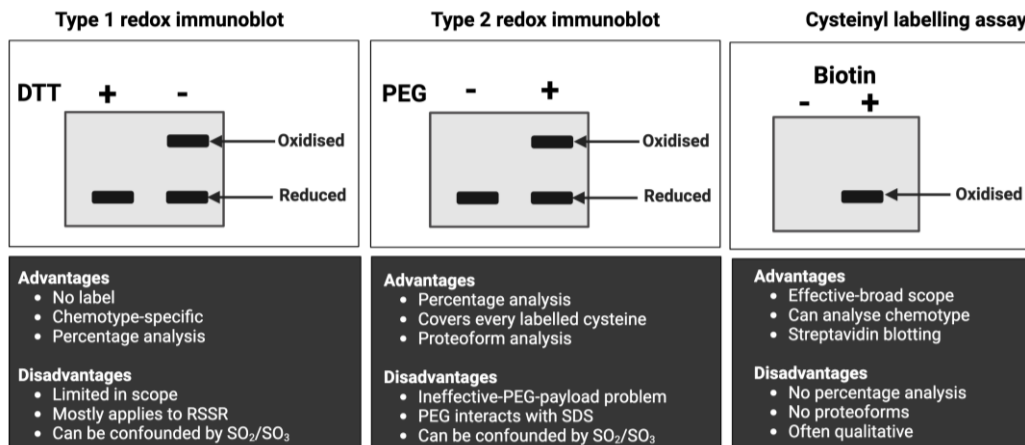 Type 1 redox immunoblot
DTT + -
Oxidised
Reduced
Advantages
• No label
• Chemotype-specific
• Percentage analysis
Disadvantages
• Limited in scope
• Mostly applies to RSSR
• Can be confounded by SO₂/SO₃
Type 2 redox immunoblot
PEG - +
Oxidised
Reduced
Advantages
• Percentage analysis
• Covers every labelled cysteine
• Proteoform analysis
Disadvantages
• Ineffective-PEG-payload problem
• PEG interacts with SDS
• Can be confounded by SO₂/SO₃
Cysteinyl labelling assay
Biotin
- +
Oxidised
Advantages
• Effective-broad scope
• Can analyse chemotype
• Streptavidin blotting
Disadvantages
• No percentage analysis
• No proteoforms
• Often qualitative